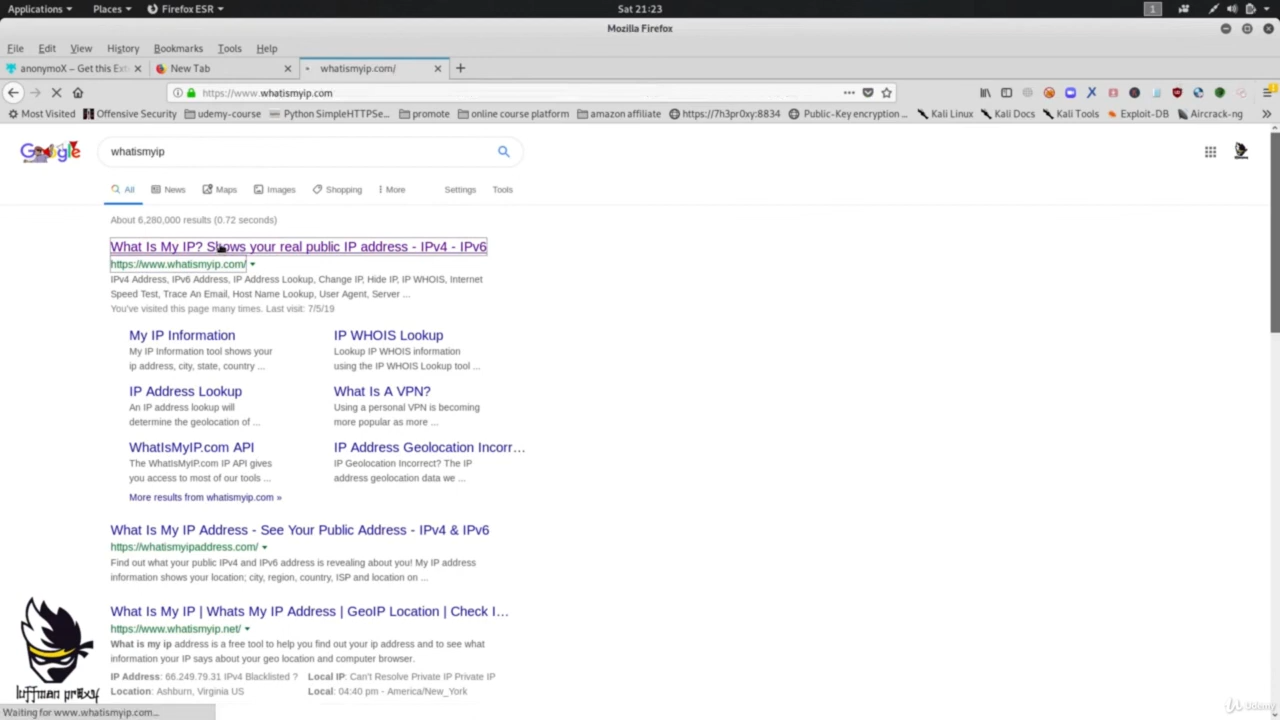 Applications Places Firefox ESR Sat 21:23 1
Mozilla Firefox
File Edit View History Bookmarks Tools Help
anonymoX – Get this Ext New Tab whatismyip.com/
https://www.whatismyip.com
Most Visited Offensive Security udemy-course Python SimpleHTTPSe... promote online course platform amazon affiliate https://7h3pr0xy:8834 Public-Key encryption ... Kali Linux Kali Docs Kali Tools Exploit-DB Aircrack-ng
Google whatismyip
All News Maps Images Shopping More Settings Tools
About 6,280,000 results (0.72 seconds)
What Is My IP? Shows your real public IP address - IPv4 - IPv6
https://www.whatismyip.com/
IPv4 Address, IPv6 Address, IP Address Lookup, Change IP, Hide IP, IP WHOIS, Internet
Speed Test, Trace An Email, Host Name Lookup, User Agent, Server ...
You've visited this page many times. Last visit: 7/5/19
My IP Information IP WHOIS Lookup
My IP Information tool shows your Lookup IP WHOIS information
ip address, city, state, country ... using the IP WHOIS Lookup tool ...
IP Address Lookup What Is A VPN?
An IP address lookup will Using a personal VPN is becoming
determine the geolocation of ... more popular as more ...
WhatIsMyIP.com API IP Address Geolocation Incorr…
The WhatIsMyIP.com IP API gives IP Geolocation Incorrect? The IP
you access to most of our tools ... address geolocation data we ...
More results from whatismyip.com »
What Is My IP Address - See Your Public Address - IPv4 & IPv6
https://whatismyipaddress.com/
Find out what your public IPv4 and IPv6 address is revealing about you! My IP address
information shows your location; city, region, country, ISP and location on ...
What Is My IP | Whats My IP Address | GeoIP Location | Check I…
https://www.whatismyip.net/
What is my ip address is a free tool to help you find out your ip address and to see what
information your IP says about your geo location and computer browser.
IP Address: 66.249.79.31 IPv4 Blacklisted ? Local IP: Can't Resolve Private IP Private IP
Location: Ashburn, Virginia US Local: 04:40 pm - America/New_York
luffman prxy
Waiting for www.whatismyip.com...
Udemy